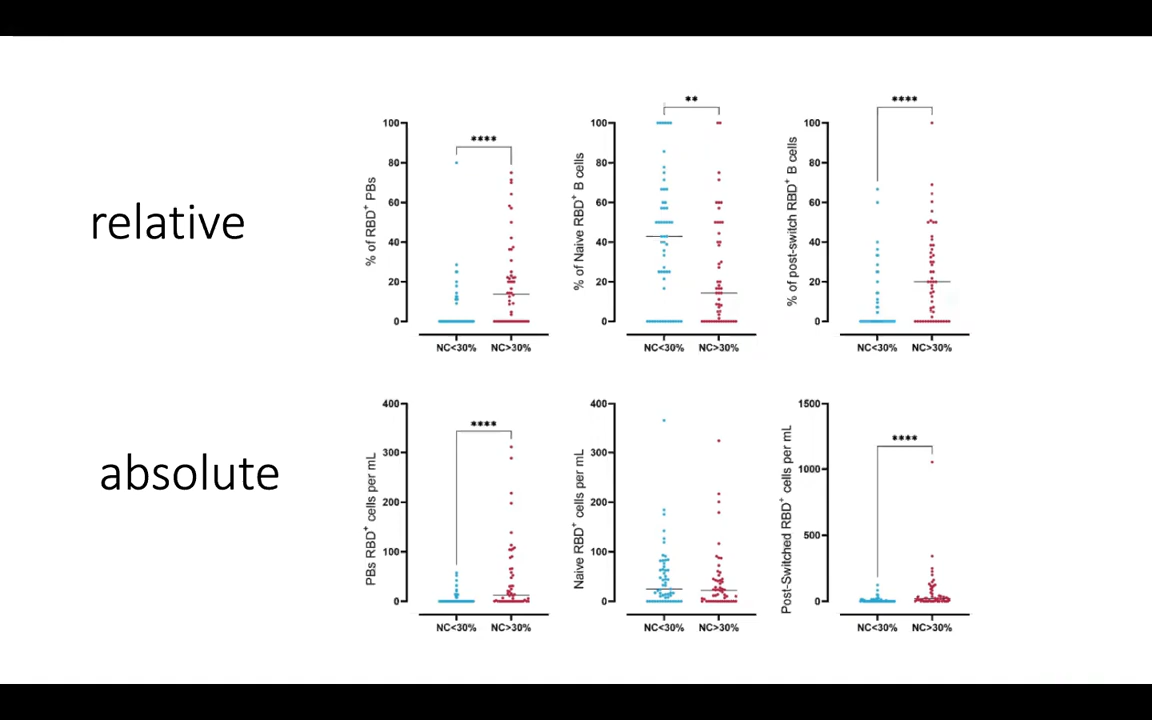 relative
% of RBD+ PBs
100
80
60
40
20
0
****
NC<30% NC>30%
% of Naive RBD+ B cells
100
80
60
40
20
0
**
NC<30% NC>30%
% of post-switch RBD+ B cells
100
80
60
40
20
0
****
NC<30% NC>30%
absolute
PBs RBD+ cells per mL
400
300
200
100
0
****
NC<30% NC>30%
Naive RBD+ cells per mL
400
300
200
100
0
NC<30% NC>30%
Post-Switched RBD+ cells per mL
1500
1000
500
0
****
NC<30% NC>30%